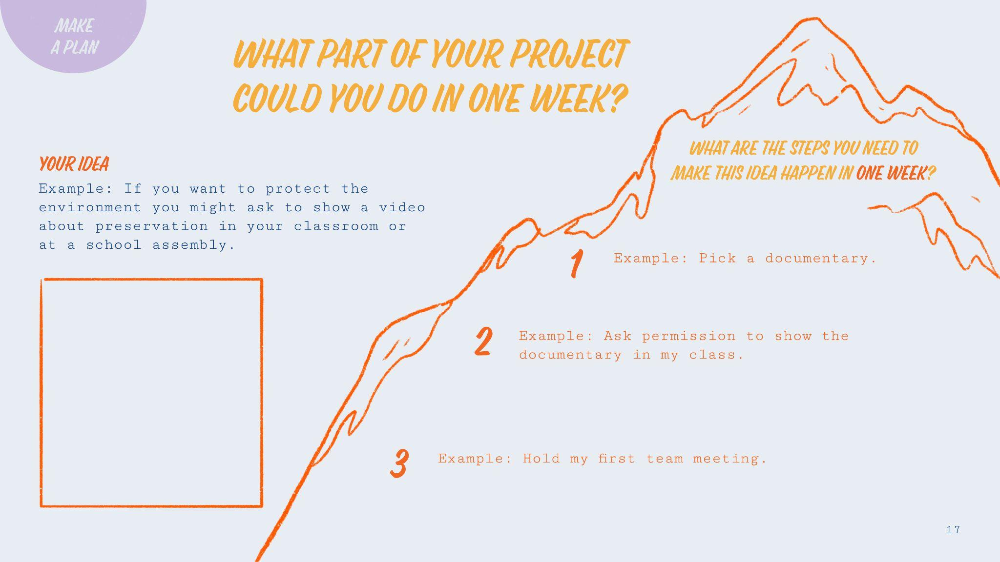 MAKE
A PLAN
WHAT PART OF YOUR PROJECT
COULD YOU DO IN ONE WEEK?
YOUR IDEA
Example: If you want to protect the
environment you might ask to show a video
about preservation in your classroom or
at a school assembly.
WHAT ARE THE STEPS YOU NEED TO
MAKE THIS IDEA HAPPEN IN ONE WEEK?
1 Example: Pick a documentary.
2 Example: Ask permission to show the
documentary in my class.
3 Example: Hold my first team meeting.
17